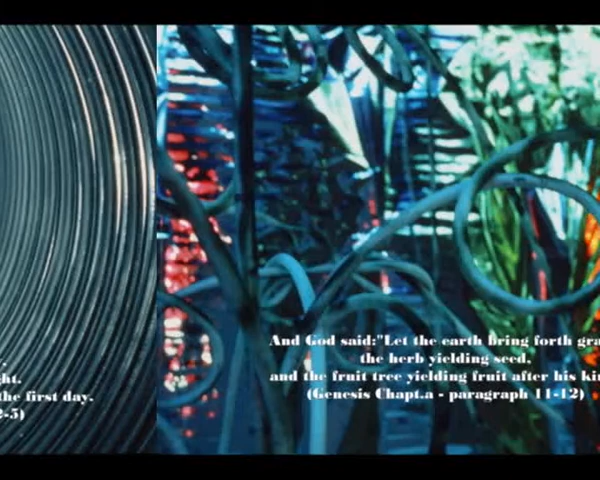 ght.
the first day.
2-5)
And God said:"Let the earth bring forth gra
the herb yielding seed,
and the fruit tree yielding fruit after his kin
(Genesis Chapt.a - paragraph 11-12)